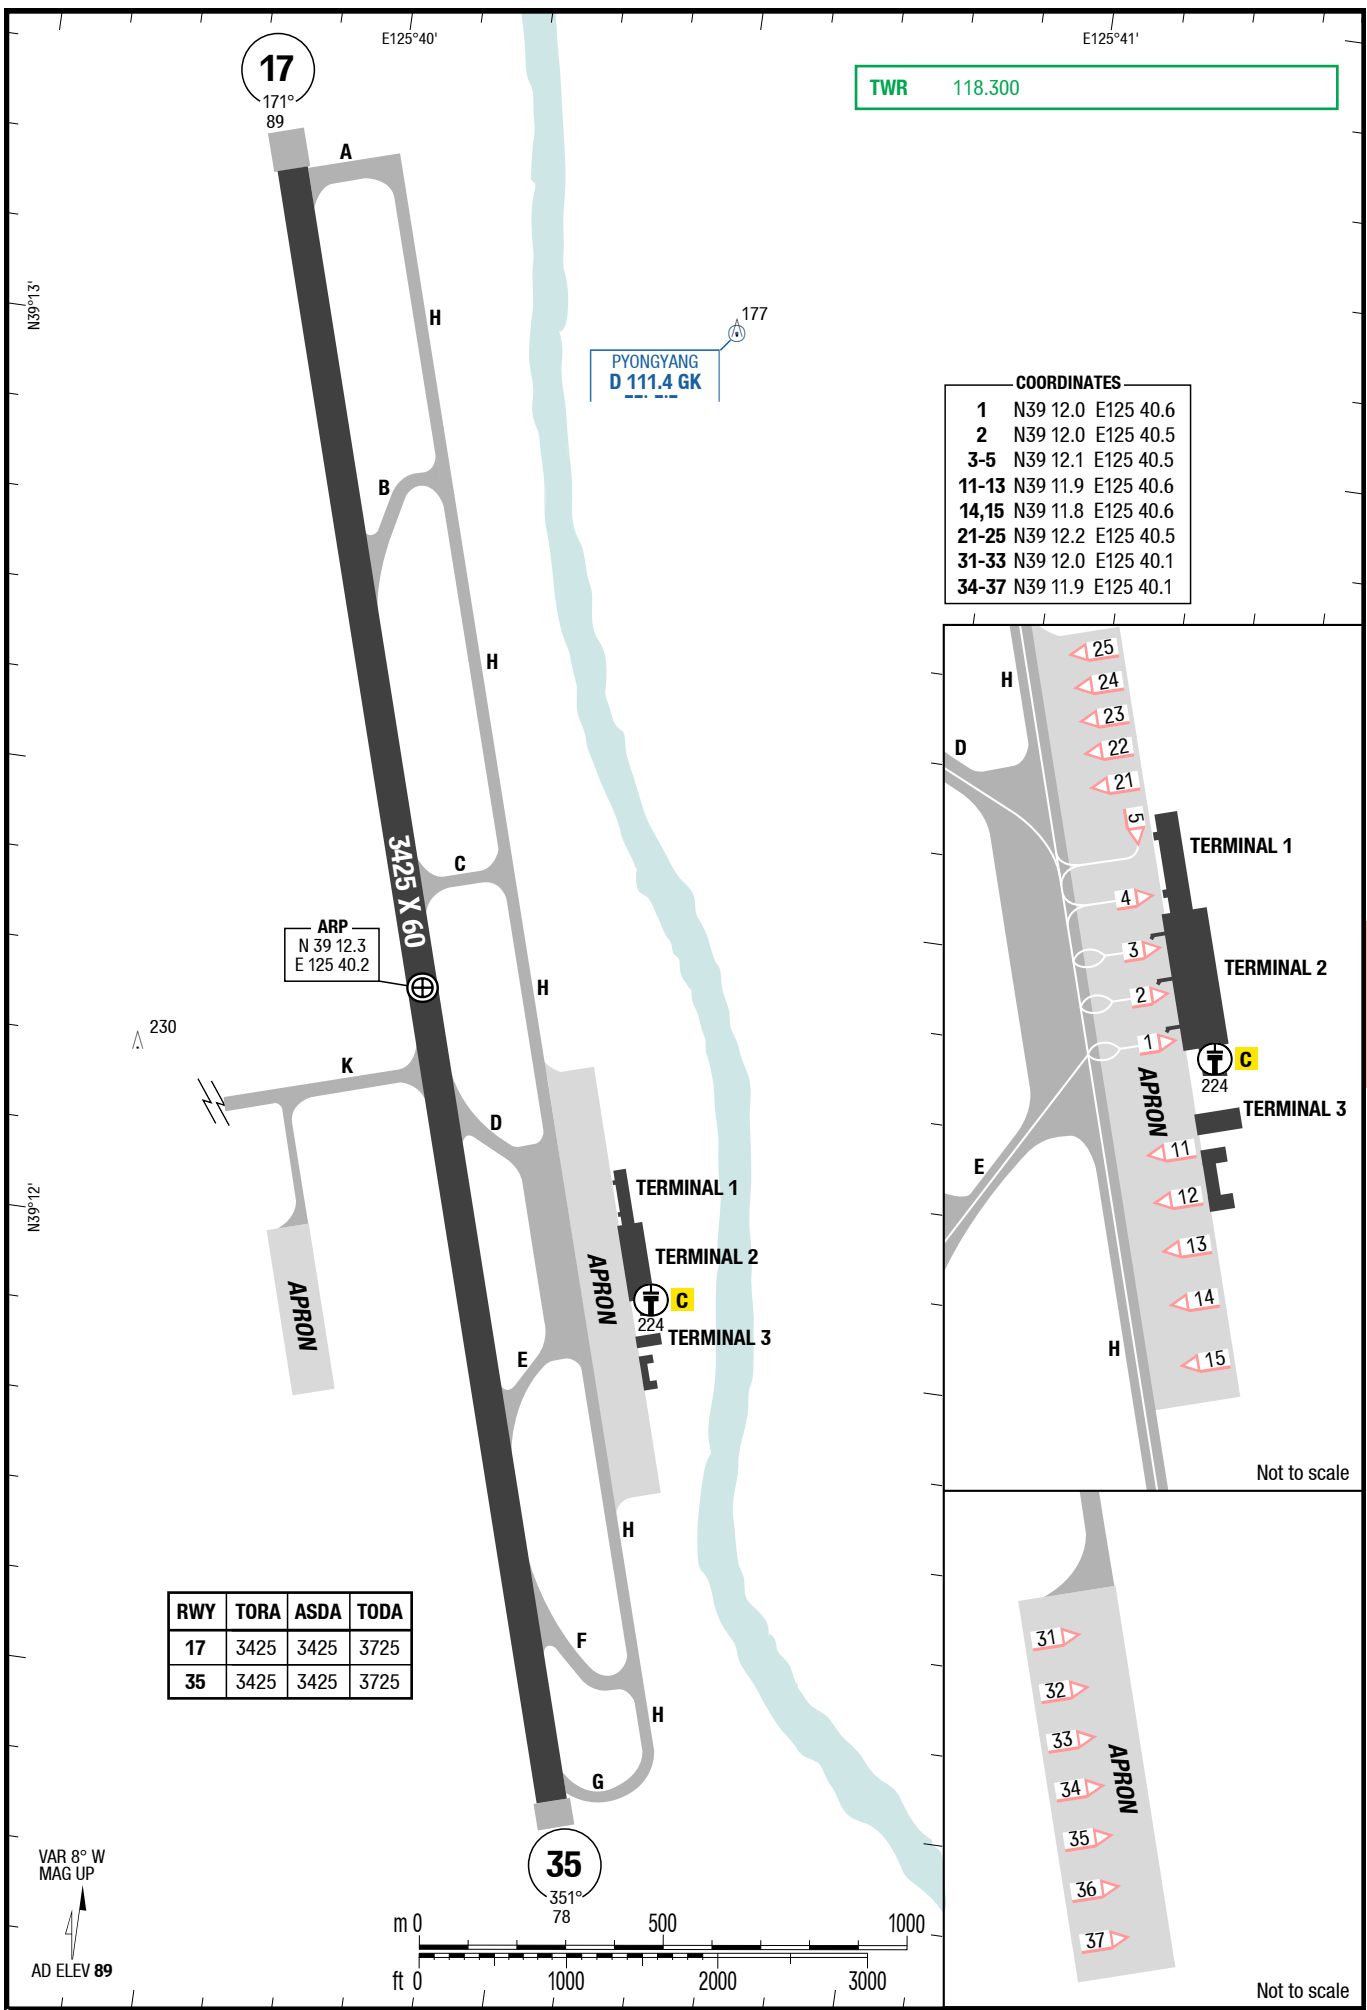 E125°40'
E125°41'
17
171°
89
TWR 118.300
A
N39°13'
H
177
PYONGYANG
D 111.4 GK
COORDINATES
1 N39 12.0 E125 40.6
2 N39 12.0 E125 40.5
3-5 N39 12.1 E125 40.5
11-13 N39 11.9 E125 40.6
14,15 N39 11.8 E125 40.6
21-25 N39 12.2 E125 40.5
31-33 N39 12.0 E125 40.1
34-37 N39 11.9 E125 40.1
B
H
C
3425 X 60
ARP
N 39 12.3
E 125 40.2
H
230
K
D
N39°12'
TERMINAL 1
TERMINAL 2
APRON
APRON
C
224
TERMINAL 3
E
H
RWY TORA ASDA TODA
17 3425 3425 3725
35 3425 3425 3725
F
H
G
35
351°
78
VAR 8° W
MAG UP
AD ELEV 89
m 0 500 1000
ft 0 1000 2000 3000
25
H
24
23
D
22
21
5
TERMINAL 1
4
3
TERMINAL 2
2
1
C
224
APRON
TERMINAL 3
11
E
12
13
14
H
15
Not to scale
31
32
33
APRON
34
35
36
37
Not to scale